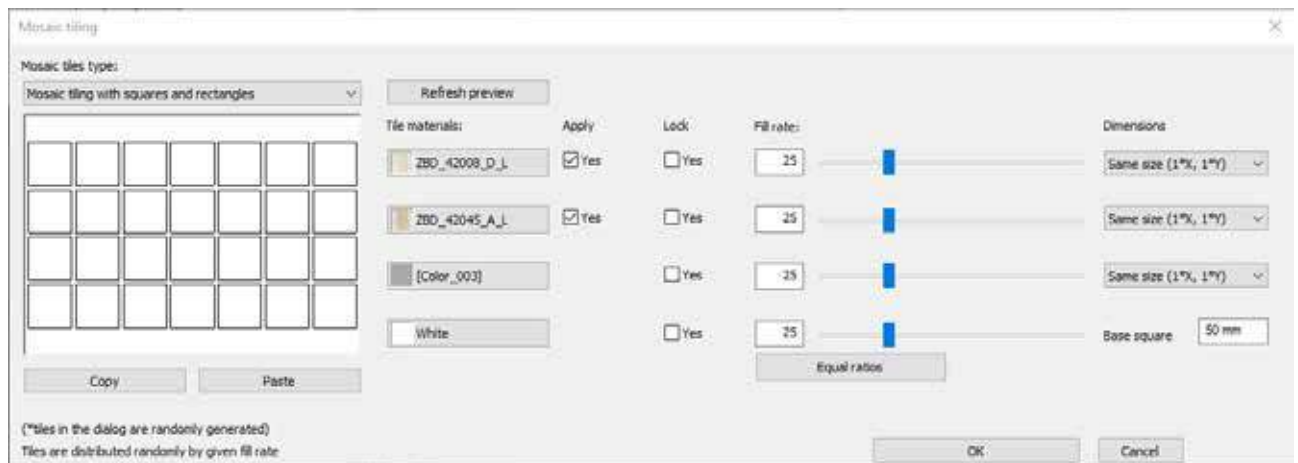 Mosaic tiling
Mosaic tiles type:
Mosaic tiling with squares and rectangles
Refresh preview
Tile materials: Apply Lock Fill rate: Dimensions
ZBD_42008_D_L Yes Yes 25 Same size (1*X, 1*Y)
ZBD_42045_A_L Yes Yes 25 Same size (1*X, 1*Y)
[Color_003] Yes 25 Same size (1*X, 1*Y)
White Yes 25 Base square 50 mm
Equal ratios
Copy Paste
(*tiles in the dialog are randomly generated)
Tiles are distributed randomly by given fill rate
OK Cancel